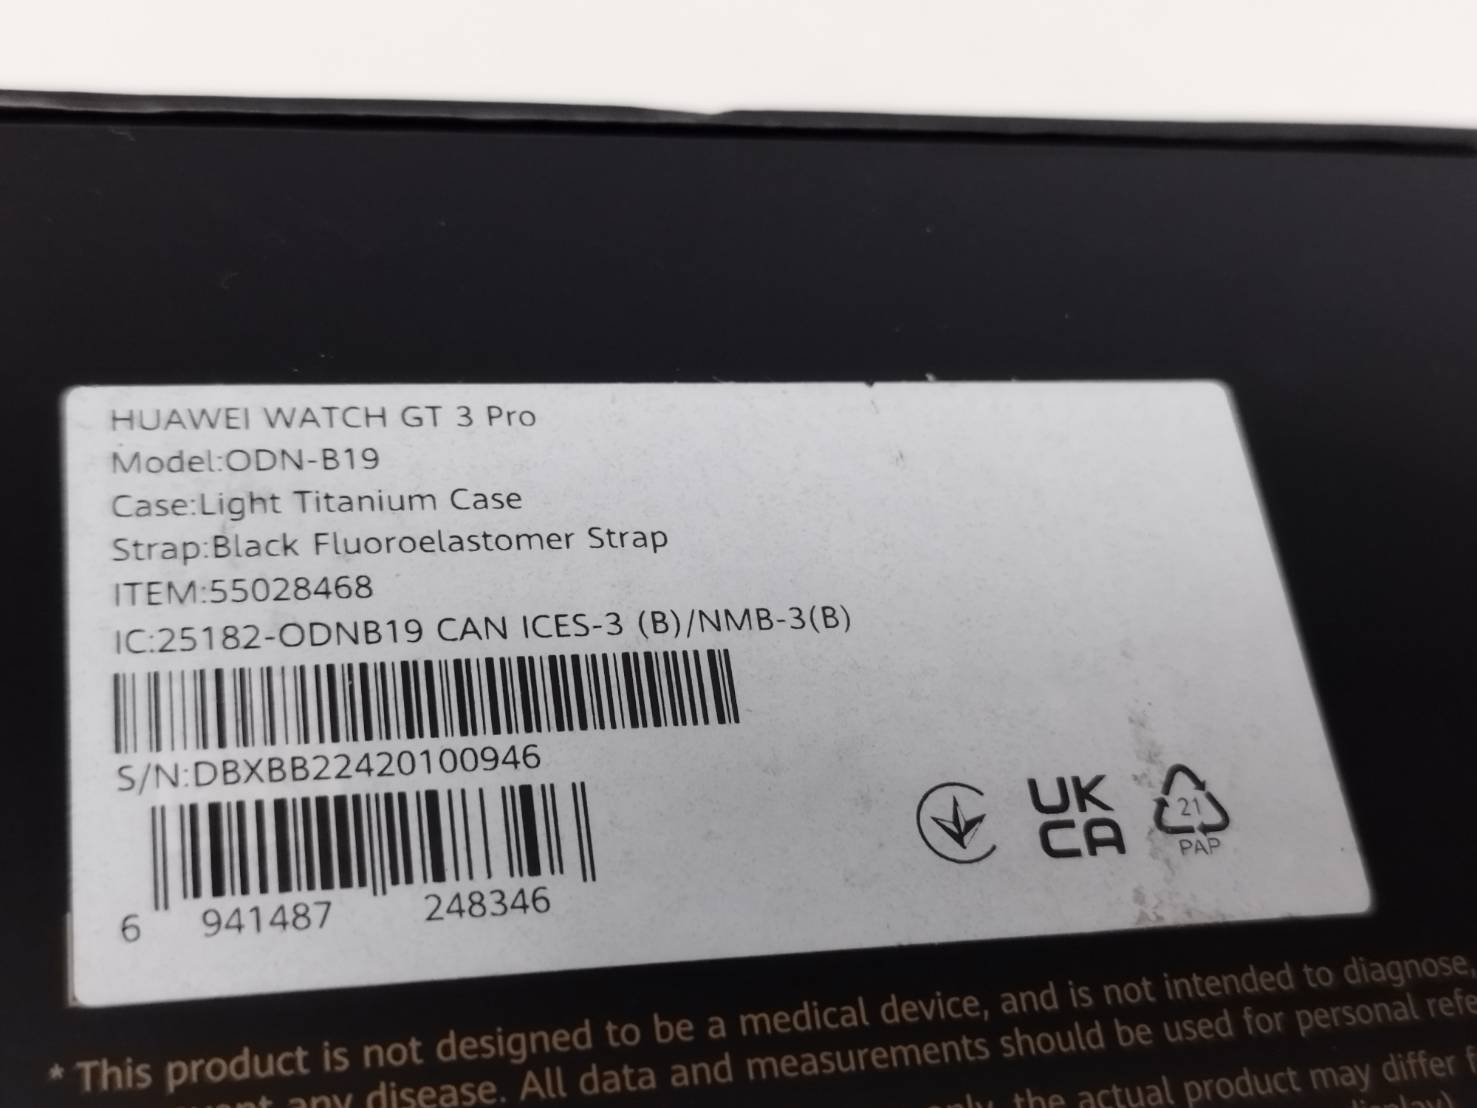 HUAWEI WATCH GT 3 Pro
Model:ODN-B19
Case:Light Titanium Case
Strap:Black Fluoroelastomer Strap
ITEM:55028468
IC:25182-ODNB19 CAN ICES-3 (B)/NMB-3(B)
S/N:DBXBB22420100946
6 941487 248346
UK
CA
21
PAP
* This product is not designed to be a medical device, and is not intended to diagnose,
any disease. All data and measurements should be used for personal
the actual product may differ